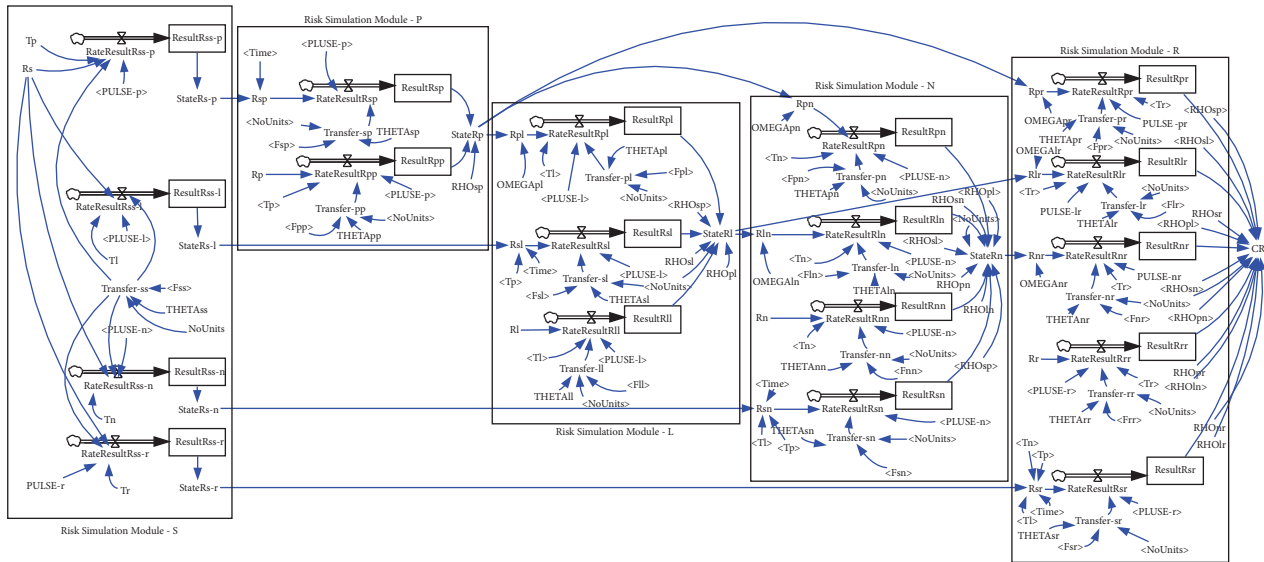 Risk Simulation Module - S
Tp
Rs
ResultRss-p
RateResultRss-p
<PULSE-p>
StateRs-p
ResultRss-l
RateResultRss-l
<PLUSE-l>
Tl
StateRs-l
Transfer-ss
<Fss>
THETAss
NoUnits
<PLUSE-n>
ResultRss-n
RateResultRss-n
Tn
StateRs-n
ResultRss-r
RateResultRss-r
PULSE-r
Tr
StateRs-r
Risk Simulation Module - P
<PLUSE-p>
<Time>
ResultRsp
Rsp
RateResultRsp
<NoUnits>
Transfer-sp
THETAsp
<Fsp>
StateRp
ResultRpp
Rp
RateResultRpp
<PLUSE-p>
RHOsp
<Tp>
Transfer-pp
<NoUnits>
<Fpp>
THETApp
Risk Simulation Module - L
ResultRpl
Rpl
RateResultRpl
THETApl
<Tl>
OMEGApl
Transfer-pl
<Fpl>
<PLUSE-l>
<NoUnits>
<RHOsp>
ResultRsl
StateRl
Rsl
RateResultRsl
RHOsl
<Time>
<PLUSE-l>
RHOpl
<Tp>
Transfer-sl
<NoUnits>
<Fsl>
THETAsl
ResultRll
Rl
RateResultRll
<Tl>
<PLUSE-l>
Transfer-ll
<Fll>
THETAll
<NoUnits>
Risk Simulation Module - N
Rpn
OMEGApn
ResultRpn
RateResultRpn
<Tn>
<PLUSE-n>
<Fpn>
Transfer-pn
THETApn
<NoUnits>
<RHOpl>
RHOsn
ResultRln
<NoUnits>
Rln
RateResultRln
<RHOsl>
StateRn
<Tn>
<PLUSE-n>
<Fln>
Transfer-ln
<NoUnits>
OMEGAln
THETAln
RHOpn
ResultRnn
RHOln
Rn
RateResultRnn
<PLUSE-n>
<Tn>
Transfer-nn
<NoUnits>
THETAnn
<Fnn>
<RHOsp>
<Time>
ResultRsn
Rsn
RateResultRsn
<PLUSE-n>
THETAsn
<Tl>
<Tp>
Transfer-sn
<NoUnits>
<Fsn>
Risk Simulation Module - R
ResultRpr
Rpr
RateResultRpr
<Tr>
<RHOsp>
OMEGApr
Transfer-pr
PULSE-pr
THETApr
<Fpr>
<NoUnits>
<RHOsl>
OMEGAlr
ResultRlr
Rlr
RateResultRlr
<Tr>
<NoUnits>
Transfer-lr
<Flr>
PULSE-lr
THETAlr
<RHOpl>
RHOsr
ResultRnr
CR
Rnr
RateResultRnr
PULSE-nr
OMEGAnr
<Tr>
<RHOsn>
Transfer-nr
<NoUnits>
THETAnr
<Fnr>
<RHOpn>
ResultRrr
Rr
RateResultRrr
RHOpr
<PLUSE-r>
<Tr>
<RHOln>
Transfer-rr
THETArr
<Frr>
<NoUnits>
RHOnr
RHOlr
<Tn>
<Tp>
ResultRsr
Rsr
RateResultRsr
<Time>
<PLUSE-r>
<Tl>
Transfer-sr
THETAsr
<Fsr>
<NoUnits>